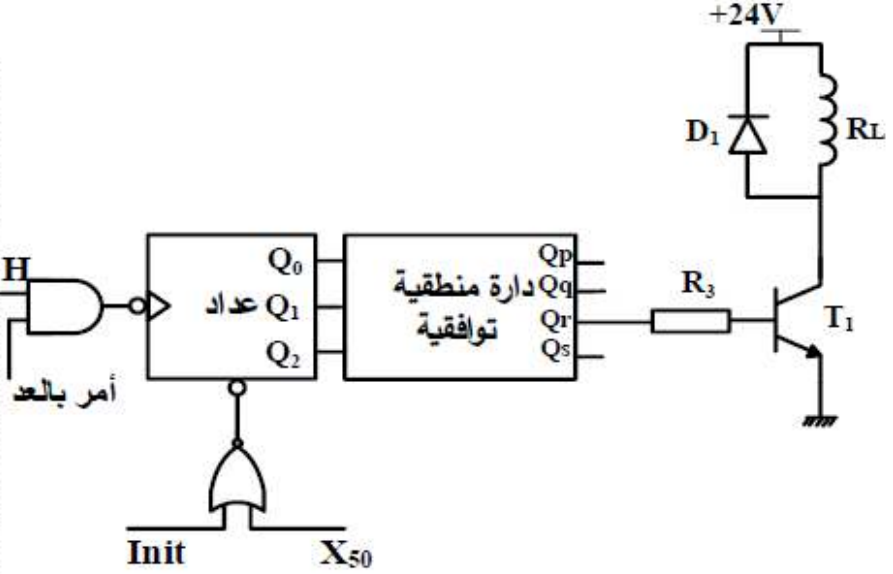 +24V
D₁
RL
H
Q₀
عداد Q₁
Q₂
دارة منطقية
توافقية
Qp
Qq
Qr
Qs
R₃
T₁
أمر بالعد
Init
X₅₀